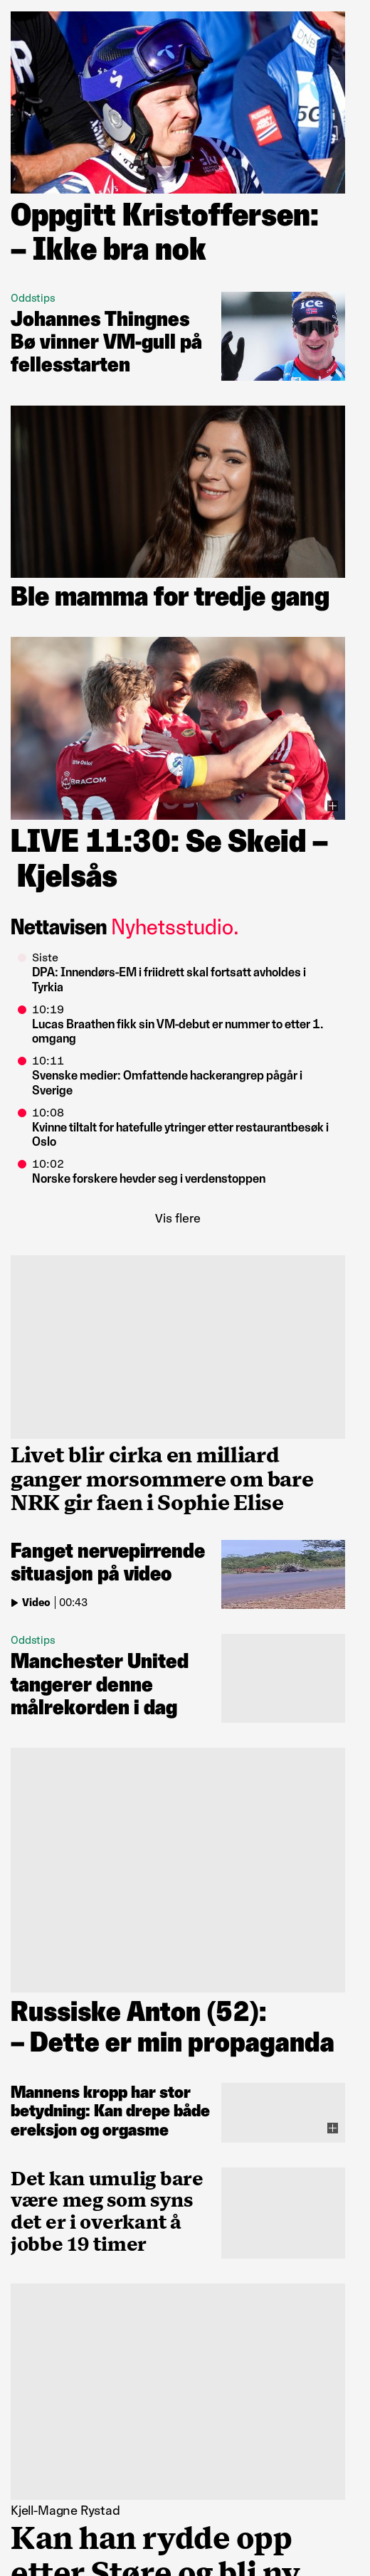 DNB
5G
Oppgitt Kristoffersen:
– Ikke bra nok
Oddstips
Johannes Thingnes
Bø vinner VM-gull på
fellesstarten
ice
Ble mamma for tredje gang
BRACOM
20
LIVE 11:30: Se Skeid –
Kjelsås
Nettavisen Nyhetsstudio.
Siste
DPA: Innendørs-EM i friidrett skal fortsatt avholdes i
Tyrkia
10:19
Lucas Braathen fikk sin VM-debut er nummer to etter 1.
omgang
10:11
Svenske medier: Omfattende hackerangrep pågår i
Sverige
10:08
Kvinne tiltalt for hatefulle ytringer etter restaurantbesøk i
Oslo
10:02
Norske forskere hevder seg i verdenstoppen
Vis flere
Livet blir cirka en milliard
ganger morsommere om bare
NRK gir faen i Sophie Elise
Fanget nervepirrende
situasjon på video
Video | 00:43
Oddstips
Manchester United
tangerer denne
målrekorden i dag
Russiske Anton (52):
– Dette er min propaganda
Mannens kropp har stor
betydning: Kan drepe både
ereksjon og orgasme
Det kan umulig bare
være meg som syns
det er i overkant å
jobbe 19 timer
Kjell-Magne Rystad
Kan han rydde opp
etter Støre og bli ny